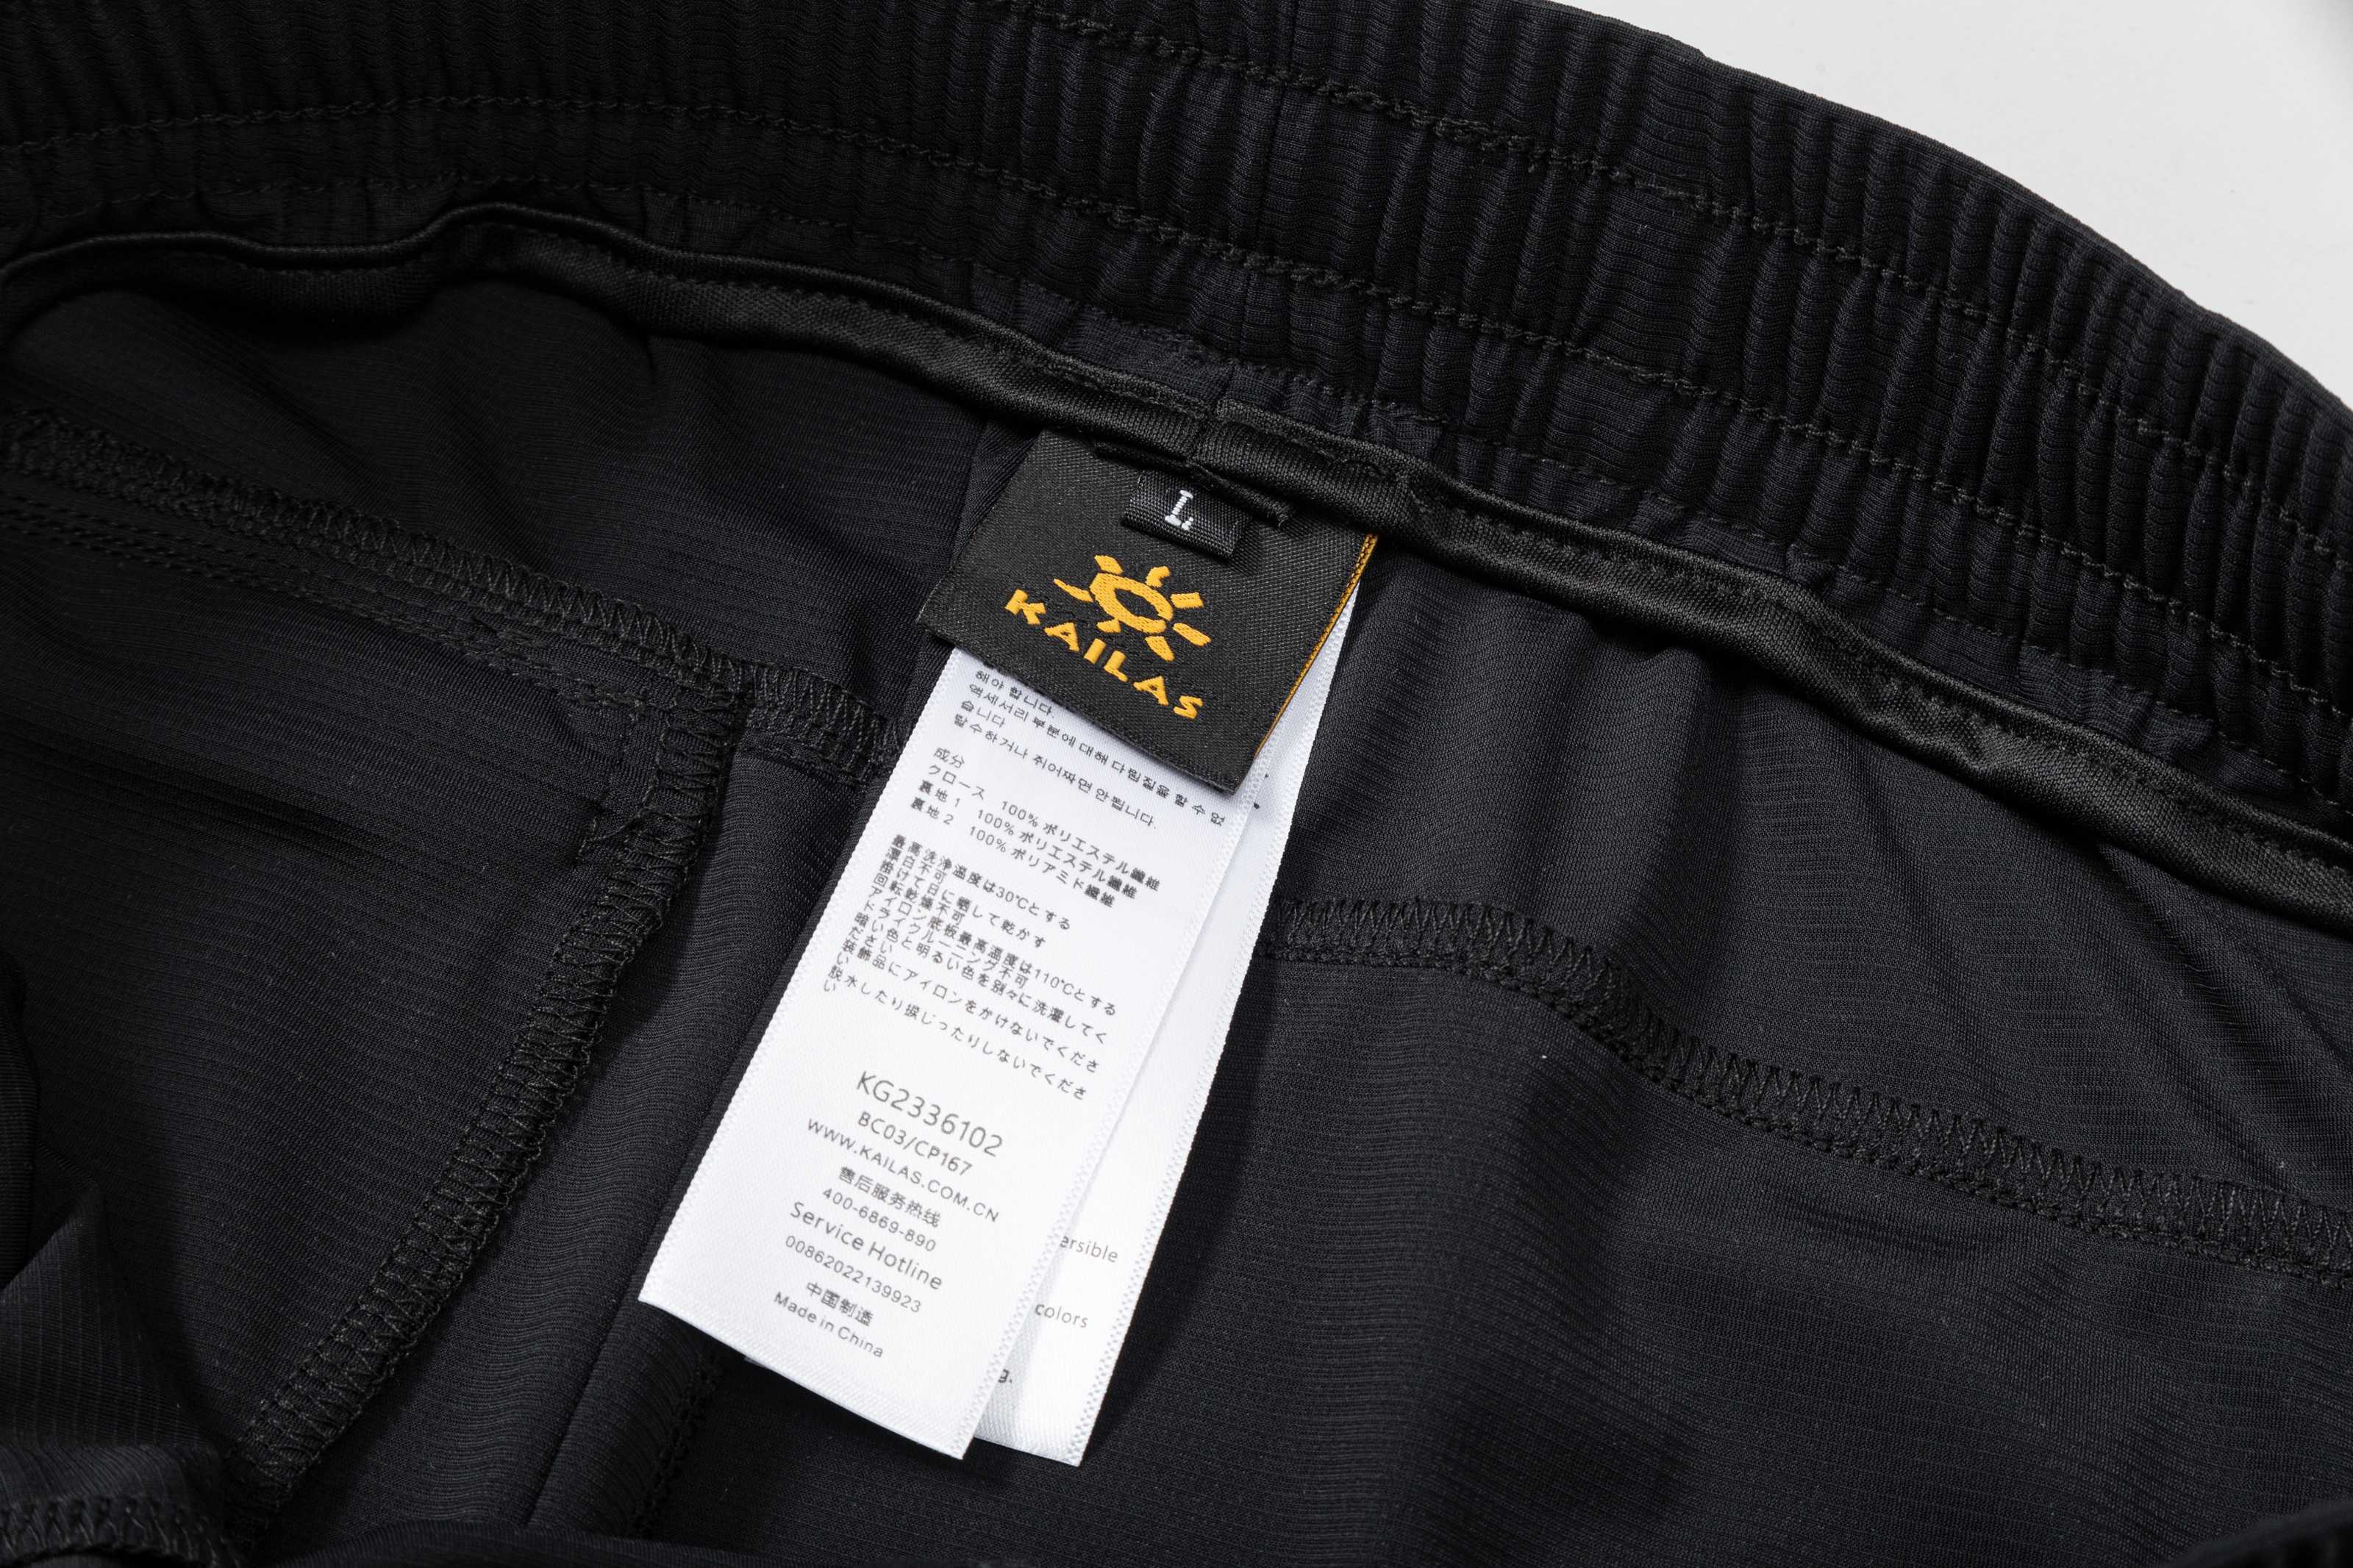 L
KAILAS
해야 합니다.
액세서리 부분에 대해 다림질을 할 수 없
습니다
탈수하거나 쥐어짜면 안 됩니다.
成分
クロース 100% ポリエステル繊維
裏地 1 100% ポリエステル繊維
裏地 2 100% ポリアミド繊維
最高洗浄温度は30℃とする
漂白不可
掛けて日に晒して乾かす
回転乾燥不可
アイロン底板最高温度は110℃とする
ドライクルーニング不可
暗い色と明るい色を別々に洗濯してく
ださい
装飾品にアイロンをかけないでくださ
い
脱水したり捩じったりしないでくださ
い
KG2336102
BC03/CP167
WWW.KAILAS.COM.CN
售后服务热线
400-6869-890
Service Hotline
00862022139923
中国制造
Made in China
ersible
colors
g.